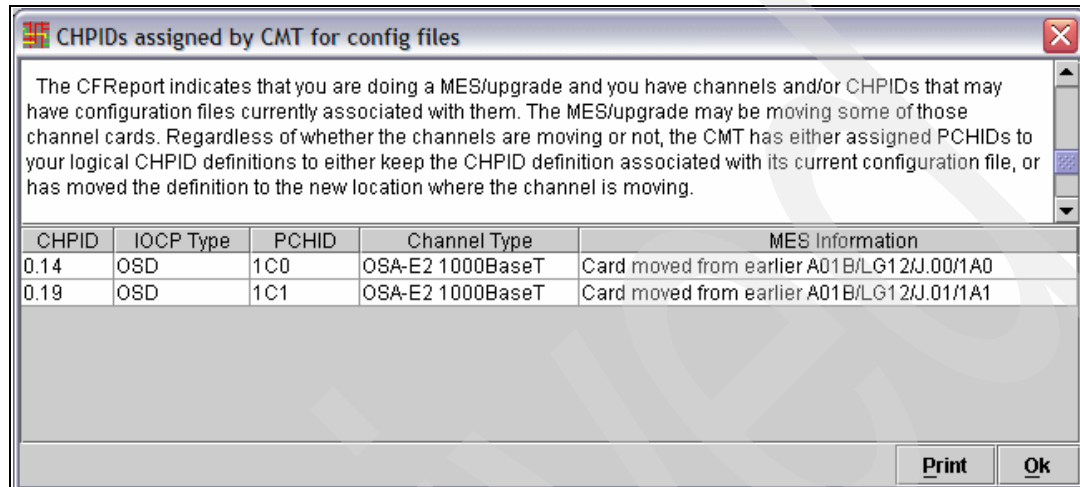 CHPIDs assigned by CMT for config files
The CFReport indicates that you are doing a MES/upgrade and you have channels and/or CHPIDs that may
have configuration files currently associated with them. The MES/upgrade may be moving some of those
channel cards. Regardless of whether the channels are moving or not, the CMT has either assigned PCHIDs to
your logical CHPID definitions to either keep the CHPID definition associated with its current configuration file, or
has moved the definition to the new location where the channel is moving.
CHPID IOCP Type PCHID Channel Type MES Information
0.14 OSD 1C0 OSA-E2 1000BaseT Card moved from earlier A01B/LG12/J.00/1A0
0.19 OSD 1C1 OSA-E2 1000BaseT Card moved from earlier A01B/LG12/J.01/1A1
Print Ok